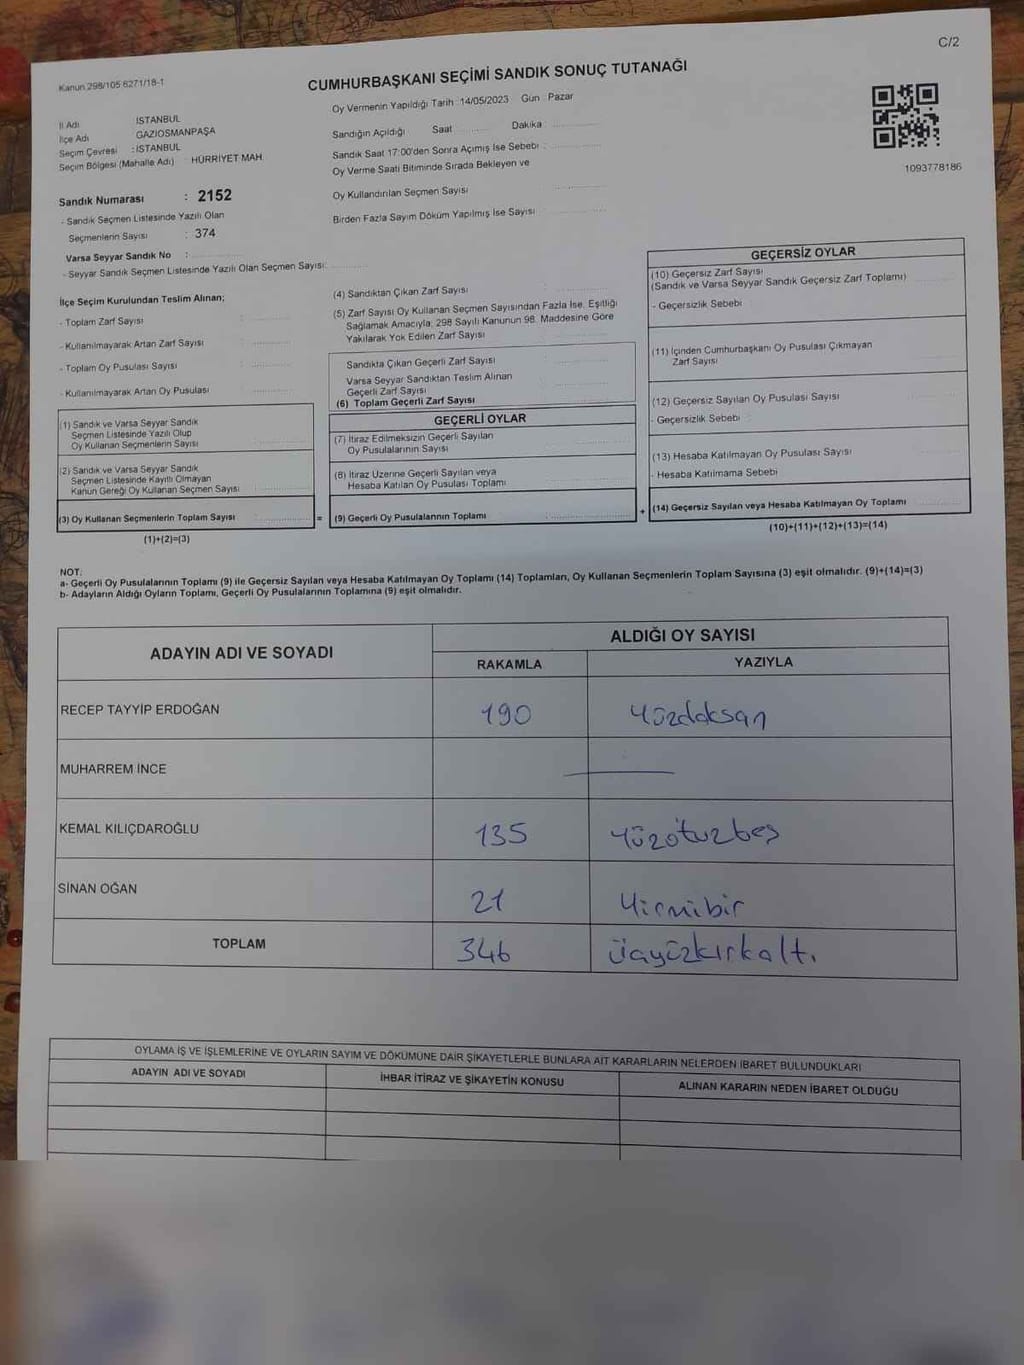 C/2
Kanun 298/105 6271/18-1
CUMHURBAŞKANI SEÇİMİ SANDIK SONUÇ TUTANAĞI
Oy Vermenin Yapıldığı Tarih : 14/05/2023 Gün : Pazar
İl Adı İSTANBUL
İlçe Adı GAZİOSMANPAŞA
Seçim Çevresi : İSTANBUL
Seçim Bölgesi (Mahalle Adı) : HÜRRİYET MAH.
Sandığın Açıldığı Saat Dakika :
Sandık Saat 17:00'den Sonra Açımış İse Sebebi :
Oy Verme Saati Bitiminde Sırada Bekleyen ve
Oy Kullandırılan Seçmen Sayısı
Birden Fazla Sayım Döküm Yapılmış İse Sayısı
1093778186
Sandık Numarası : 2152
- Sandık Seçmen Listesinde Yazılı Olan
Seçmenlerin Sayısı : 374
Varsa Seyyar Sandık No :
- Seyyar Sandık Seçmen Listesinde Yazılı Olan Seçmen Sayısı:
İlçe Seçim Kurulundan Teslim Alınan;
- Toplam Zarf Sayısı :
- Kullanılmayarak Artan Zarf Sayısı :
- Toplam Oy Pusulası Sayısı :
- Kullanılmayarak Artan Oy Pusulası :
(1) Sandık ve Varsa Seyyar Sandık
Seçmen Listesinde Yazılı Olup
Oy Kullanan Seçmenlerin Sayısı
(2) Sandık ve Varsa Seyyar Sandık
Seçmen Listesinde Kayıtlı Olmayan
Kanun Gereği Oy Kullanan Seçmen Sayısı
(3) Oy Kullanan Seçmenlerin Toplam Sayısı
(1)+(2)=(3)
(4) Sandıktan Çıkan Zarf Sayısı
(5) Zarf Sayısı Oy Kullanan Seçmen Sayısından Fazla İse, Eşitliği
Sağlamak Amacıyla, 298 Sayılı Kanunun 98. Maddesine Göre
Yakılarak Yok Edilen Zarf Sayısı
Sandıkta Çıkan Geçerli Zarf Sayısı
Varsa Seyyar Sandıktan Teslim Alınan
Geçerli Zarf Sayısı
(6) Toplam Geçerli Zarf Sayısı
GEÇERLİ OYLAR
(7) İtiraz Edilmeksizin Geçerli Sayılan
Oy Pusulalarının Sayısı
(8) İtiraz Üzerine Geçerli Sayılan veya
Hesaba Katılan Oy Pusulası Toplamı
= (9) Geçerli Oy Pusulalarının Toplamı
GEÇERSİZ OYLAR
(10) Geçersiz Zarf Sayısı
(Sandık ve Varsa Seyyar Sandık Geçersiz Zarf Toplamı)
- Geçersizlik Sebebi
(11) İçinden Cumhurbaşkanı Oy Pusulası Çıkmayan
Zarf Sayısı
(12) Geçersiz Sayılan Oy Pusulası Sayısı
- Geçersizlik Sebebi :
(13) Hesaba Katılmayan Oy Pusulası Sayısı
- Hesaba Katılmama Sebebi
+ (14) Geçersiz Sayılan veya Hesaba Katılmayan Oy Toplamı
(10)+(11)+(12)+(13)=(14)
NOT:
a- Geçerli Oy Pusulalarının Toplamı (9) ile Geçersiz Sayılan veya Hesaba Katılmayan Oy Toplamı (14) Toplamları, Oy Kullanan Seçmenlerin Toplam Sayısına (3) eşit olmalıdır. (9)+(14)=(3)
b- Adayların Aldığı Oyların Toplamı, Geçerli Oy Pusulalarının Toplamına (9) eşit olmalıdır.
ADAYIN ADI VE SOYADI
ALDIĞI OY SAYISI
RAKAMLA YAZIYLA
RECEP TAYYİP ERDOĞAN 190 Yüzdoksan
MUHARREM İNCE
KEMAL KILIÇDAROĞLU 135 Yüzotuzbeş
SİNAN OĞAN 21 Yirmibir
TOPLAM 346 üçyüzkırkaltı
OYLAMA İŞ VE İŞLEMLERİNE VE OYLARIN SAYIM VE DÖKÜMÜNE DAİR ŞİKAYETLERLE BUNLARA AİT KARARLARIN NELERDEN İBARET BULUNDUKLARI
ADAYIN ADI VE SOYADI İHBAR İTİRAZ VE ŞİKAYETİN KONUSU ALINAN KARARIN NEDEN İBARET OLDUĞU